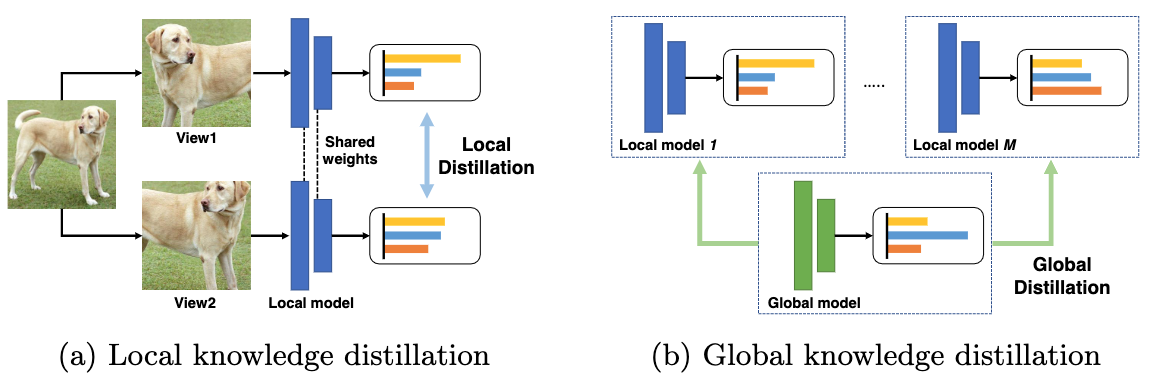 View1
Shared
weights
Local
Distillation
View2
Local model
(a) Local knowledge distillation
Local model 1
.....
Local model M
Global model
Global
Distillation
(b) Global knowledge distillation